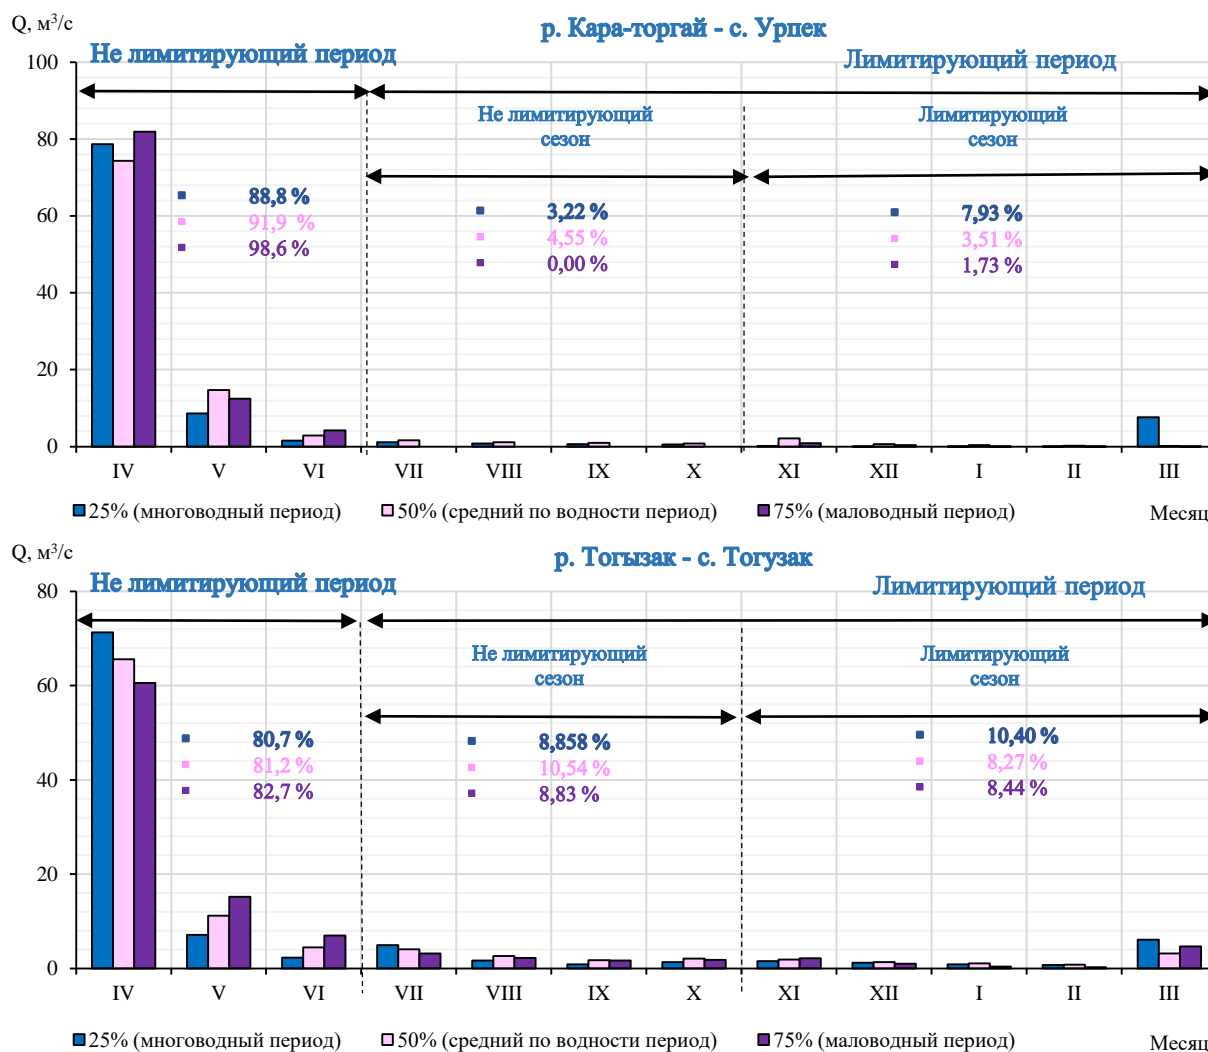 Q, м³/с
р. Кара-торгай - с. Урпек
Не лимитирующий период
Лимитирующий период
100
80
60
40
20
0
Не лимитирующий
сезон
Лимитирующий
сезон
88,8 %
91,9 %
98,6 %
3,22 %
4,55 %
0,00 %
7,93 %
3,51 %
1,73 %
IV V VI VII VIII IX X XI XII I II III
25% (многоводный период) 50% (средний по водности период) 75% (маловодный период) Месяц
Q, м³/с
р. Тогызак - с. Тогузак
Не лимитирующий период
Лимитирующий период
80
60
40
20
0
Не лимитирующий
сезон
Лимитирующий
сезон
80,7 %
81,2 %
82,7 %
8,858 %
10,54 %
8,83 %
10,40 %
8,27 %
8,44 %
IV V VI VII VIII IX X XI XII I II III
25% (многоводный период) 50% (средний по водности период) 75% (маловодный период) Месяц